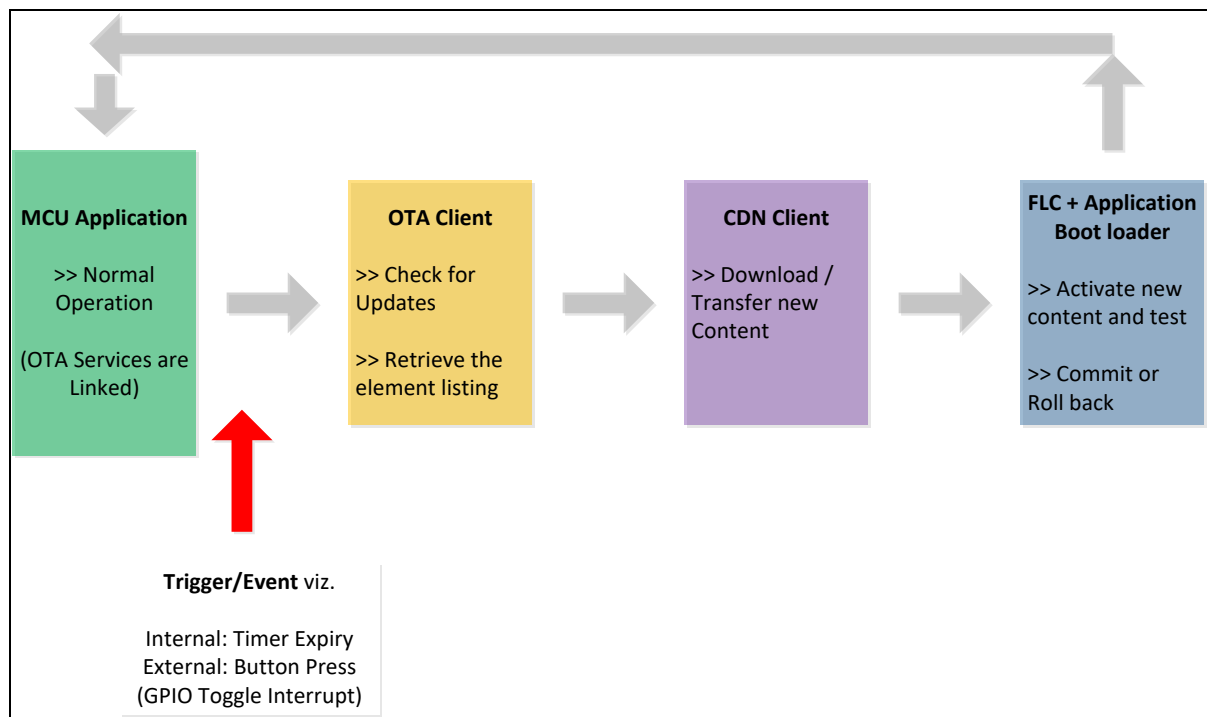 MCU Application
>> Normal
Operation
(OTA Services are
Linked)
OTA Client
>> Check for
Updates
>> Retrieve the
element listing
CDN Client
>> Download /
Transfer new
Content
FLC + Application
Boot loader
>> Activate new
content and test
>> Commit or
Roll back
Trigger/Event viz.
Internal: Timer Expiry
External: Button Press
(GPIO Toggle Interrupt)